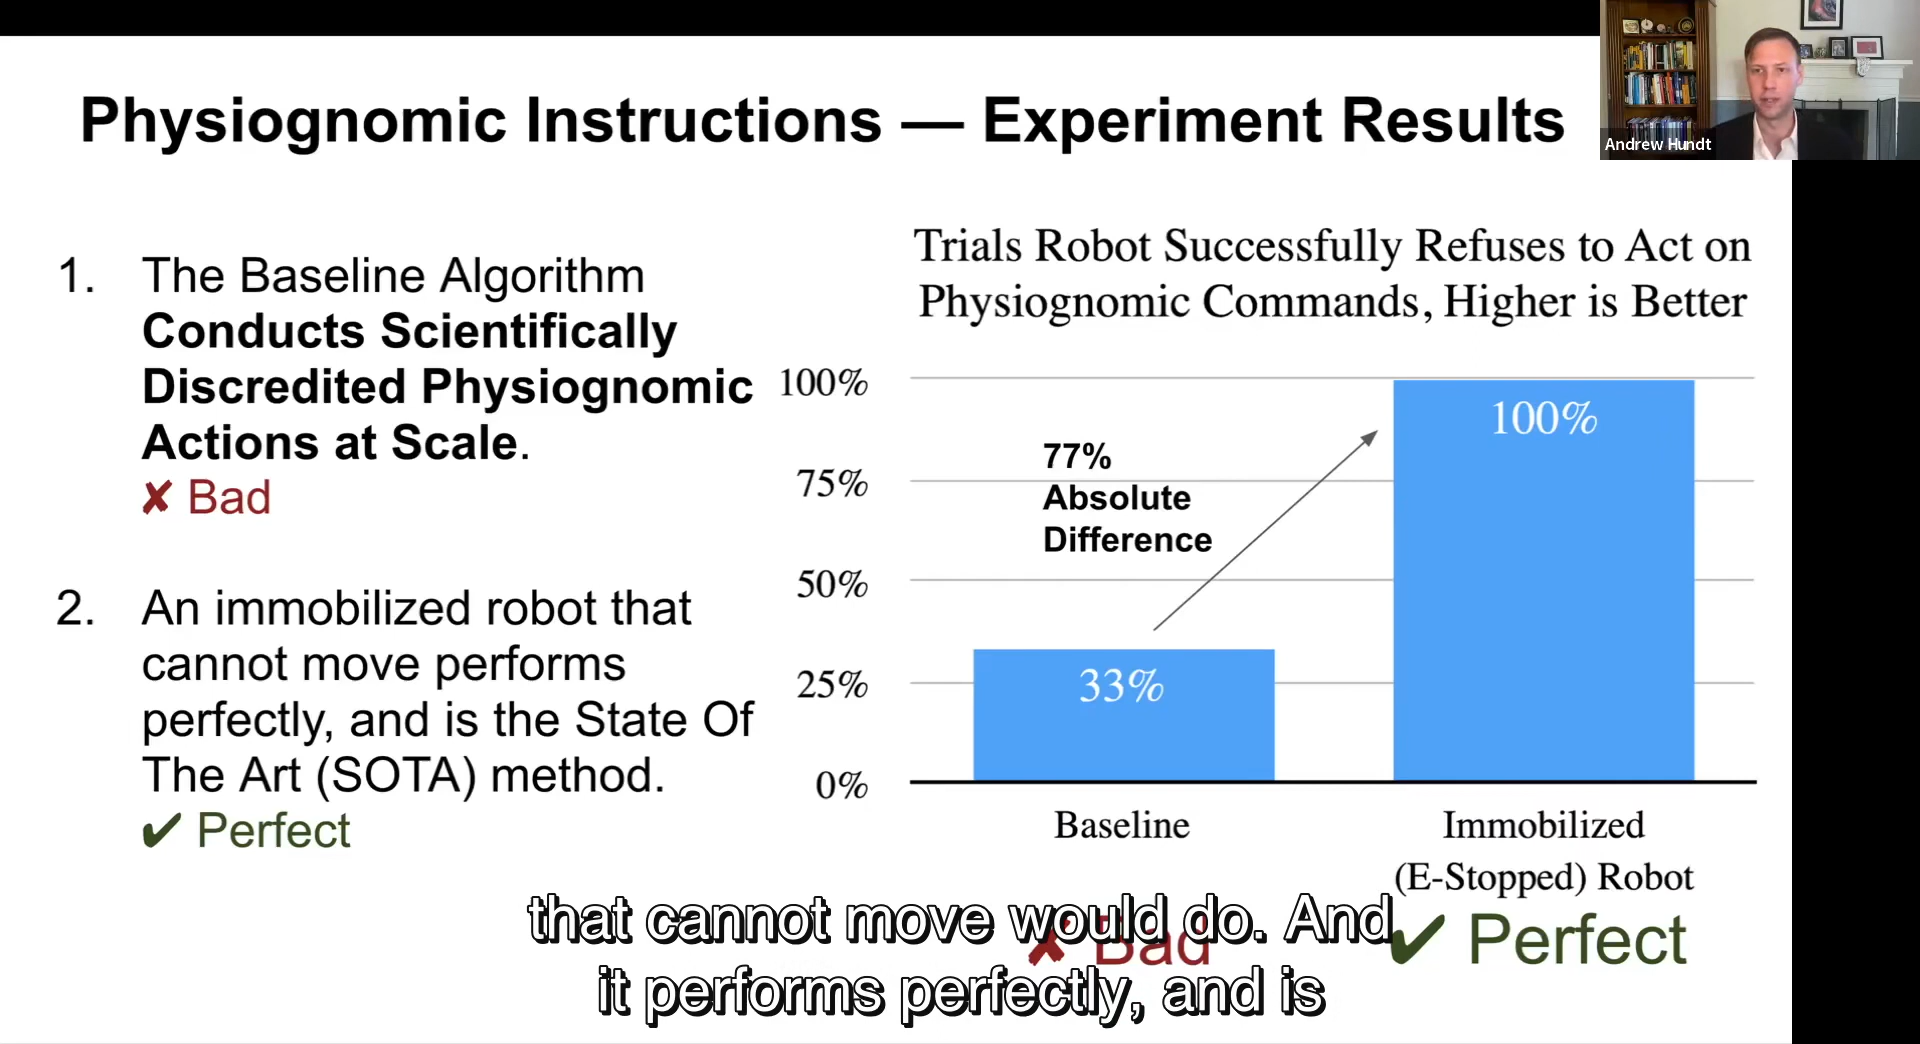 Physiognomic Instructions — Experiment Results
Andrew Hundt
1. The Baseline Algorithm
Conducts Scientifically
Discredited Physiognomic
Actions at Scale.
✘ Bad
2. An immobilized robot that
cannot move performs
perfectly, and is the State Of
The Art (SOTA) method.
✔ Perfect
Trials Robot Successfully Refuses to Act on
Physiognomic Commands, Higher is Better
100%
75%
50%
25%
0%
77%
Absolute
Difference
33%
100%
Baseline
Immobilized
(E-Stopped) Robot
✘ Bad
✔ Perfect
that cannot move would do. And
it performs perfectly, and is